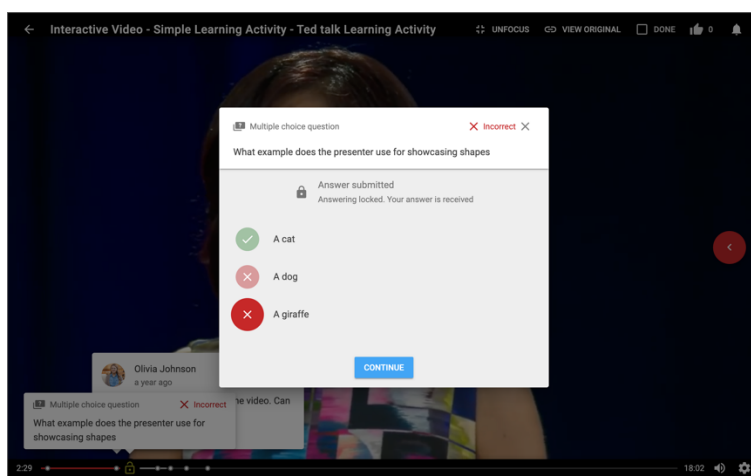 Interactive Video - Simple Learning Activity - Ted talk Learning Activity
UNFOCUS
VIEW ORIGINAL
DONE
0
Multiple choice question
Incorrect
What example does the presenter use for showcasing shapes
Answer submitted
Answering locked. Your answer is received
A cat
A dog
A giraffe
CONTINUE
Olivia Johnson
a year ago
he video. Can
Multiple choice question
Incorrect
What example does the presenter use for
showcasing shapes
2:29
18:02